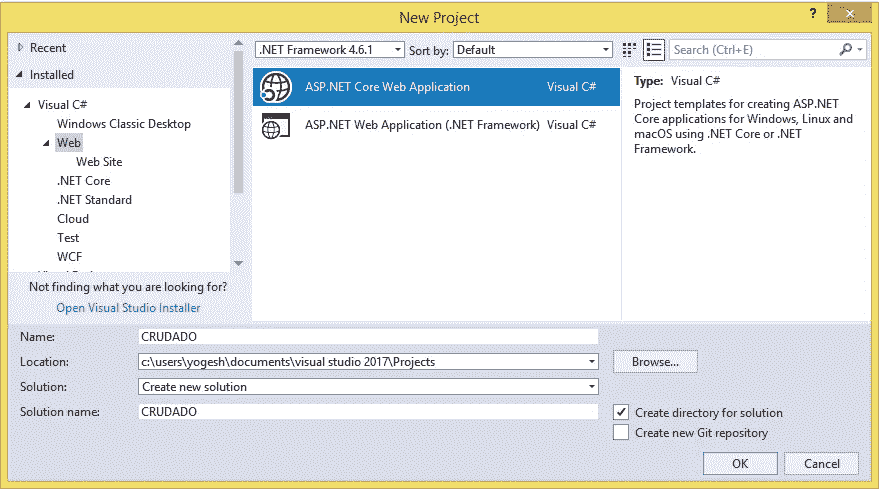 New Project
?
Recent
Installed
Visual C#
Windows Classic Desktop
Web
Web Site
.NET Core
.NET Standard
Cloud
Test
WCF
Not finding what you are looking for?
Open Visual Studio Installer
.NET Framework 4.6.1
Sort by: Default
Search (Ctrl+E)
ASP.NET Core Web Application Visual C#
ASP.NET Web Application (.NET Framework) Visual C#
Type: Visual C#
Project templates for creating ASP.NET
Core applications for Windows, Linux and
macOS using .NET Core or .NET
Framework.
Name: CRUDADO
Location: c:\users\yogesh\documents\visual studio 2017\Projects
Browse...
Solution: Create new solution
Solution name: CRUDADO
Create directory for solution
Create new Git repository
OK
Cancel